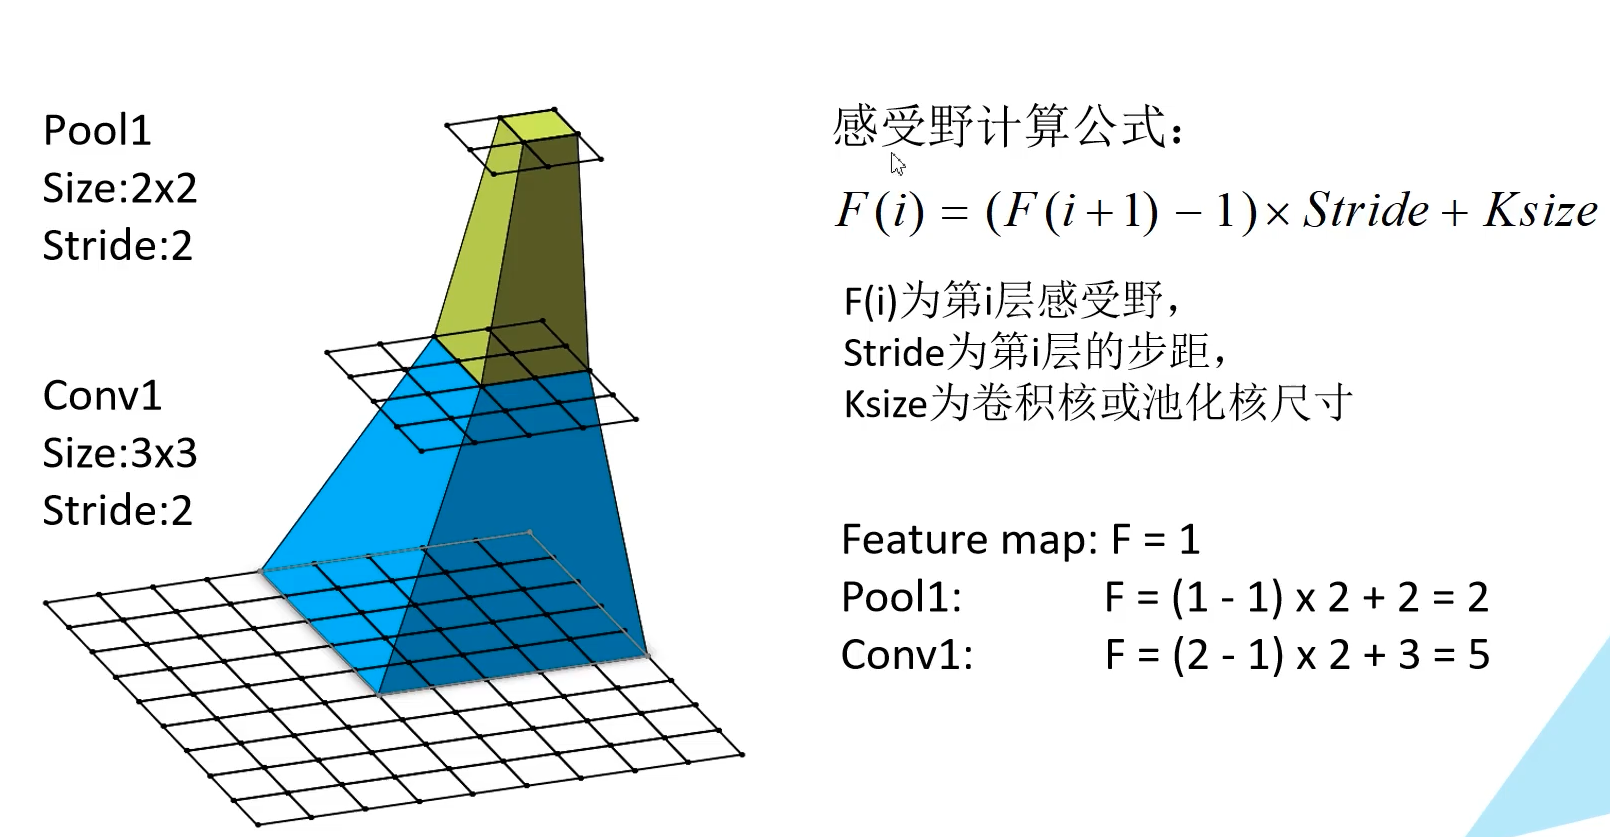 Pool1
Size:2x2
Stride:2
Conv1
Size:3x3
Stride:2
感受野计算公式：
F(i) = (F(i+1) − 1) × Stride + Ksize
F(i)为第i层感受野，
Stride为第i层的步距，
Ksize为卷积核或池化核尺寸
Feature map: F = 1
Pool1: F = (1 - 1) x 2 + 2 = 2
Conv1: F = (2 - 1) x 2 + 3 = 5